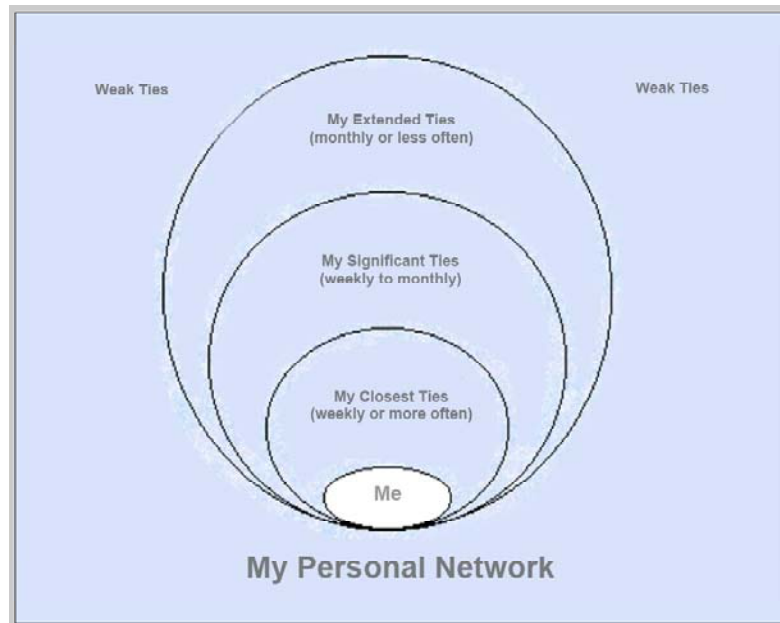 Weak Ties
Weak Ties
My Extended Ties
(monthly or less often)
My Significant Ties
(weekly to monthly)
My Closest Ties
(weekly or more often)
Me
My Personal Network